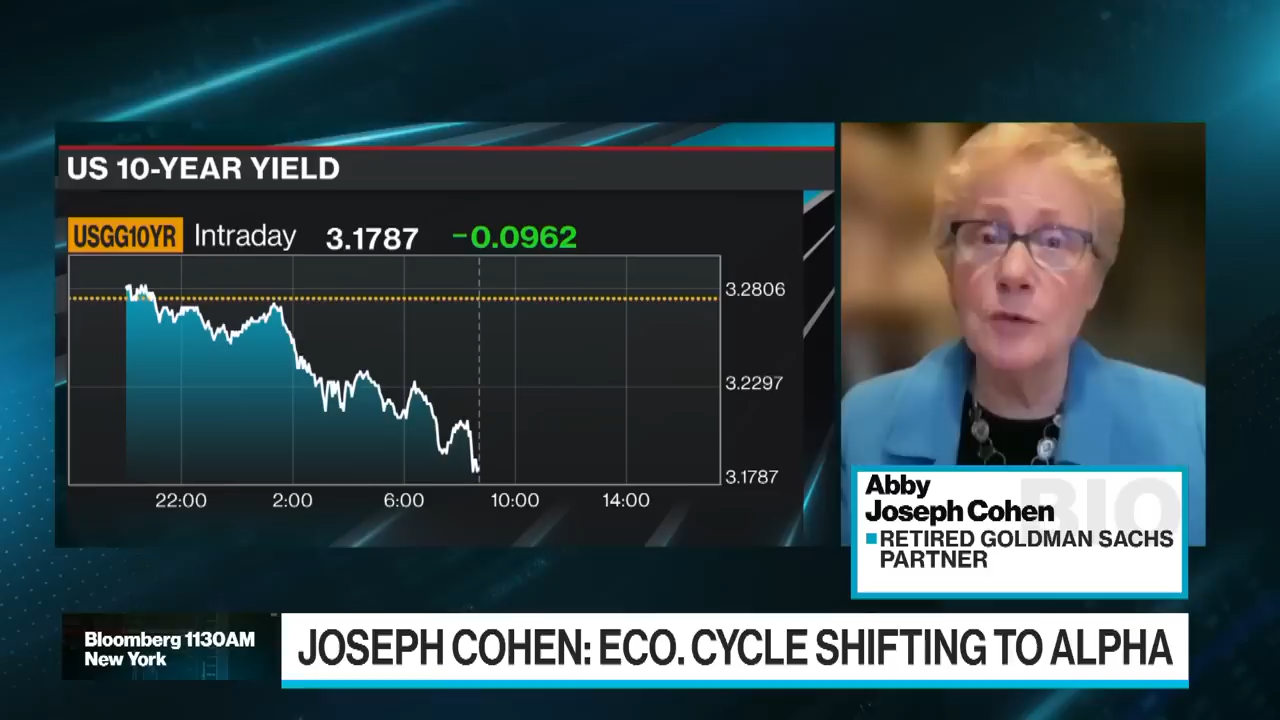 US 10-YEAR YIELD
USGG10YR Intraday 3.1787 -0.0962
3.2806
3.2297
3.1787
22:00 2:00 6:00 10:00 14:00
BIO
Abby
Joseph Cohen
RETIRED GOLDMAN SACHS
PARTNER
Bloomberg 1130AM
New York
JOSEPH COHEN: ECO. CYCLE SHIFTING TO ALPHA